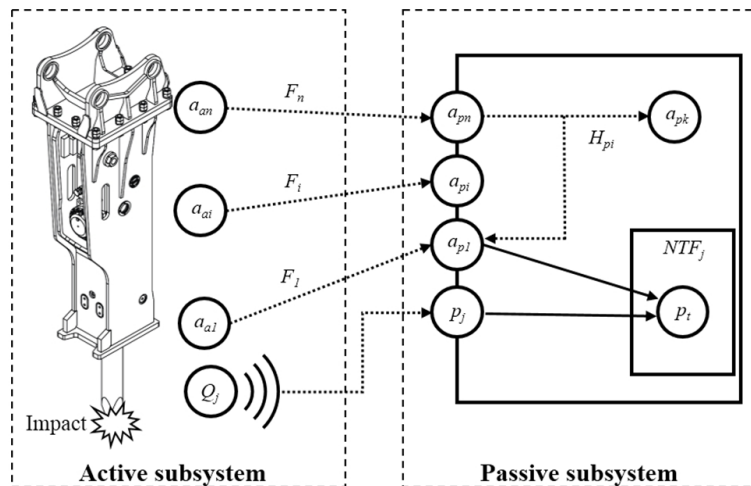 a_an
F_n
a_pn
a_pk
H_pi
a_ai
F_i
a_pi
a_p1
NTF_j
F_1
a_a1
p_j
p_t
Q_j
Impact
Active subsystem
Passive subsystem